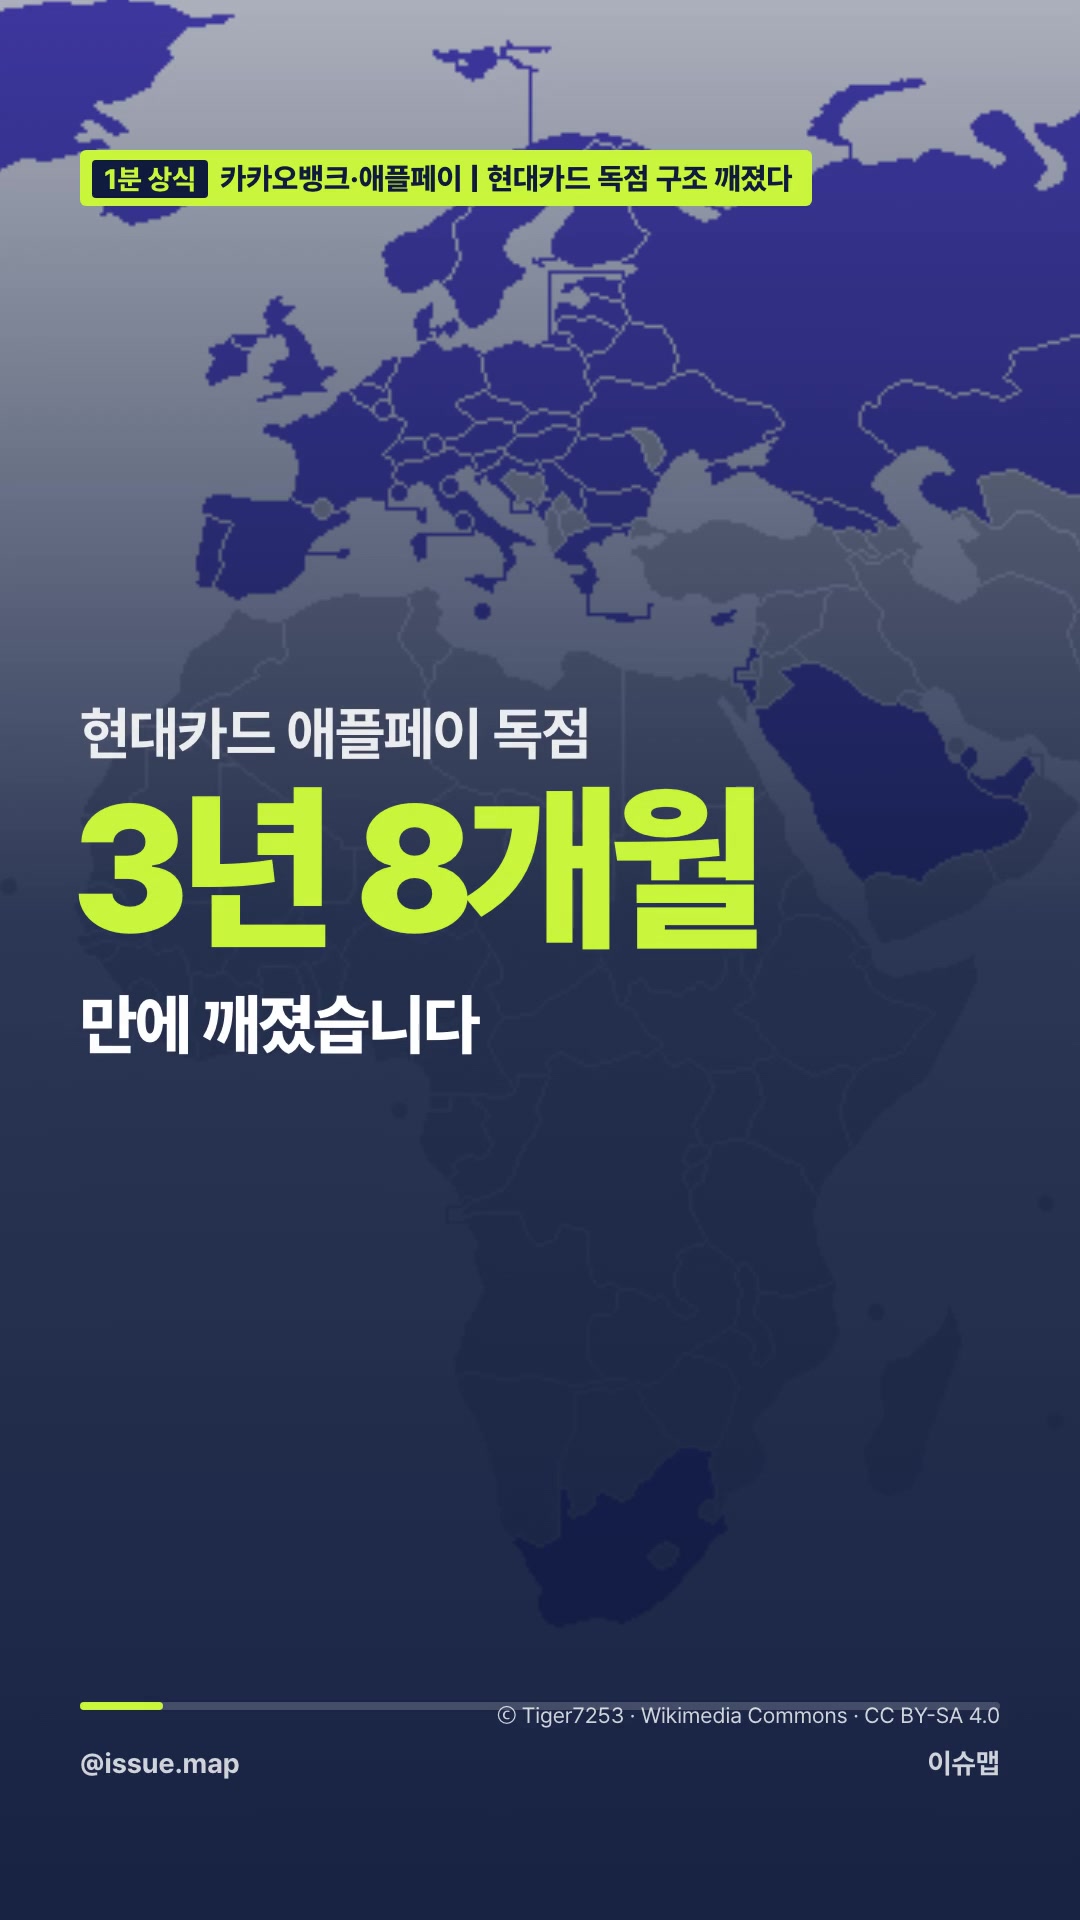 1분 상식 카카오뱅크·애플페이 | 현대카드 독점 구조 깨졌다
현대카드 애플페이 독점
3년 8개월
만에 깨졌습니다
© Tiger7253 · Wikimedia Commons · CC BY-SA 4.0
@issue.map
이슈맵